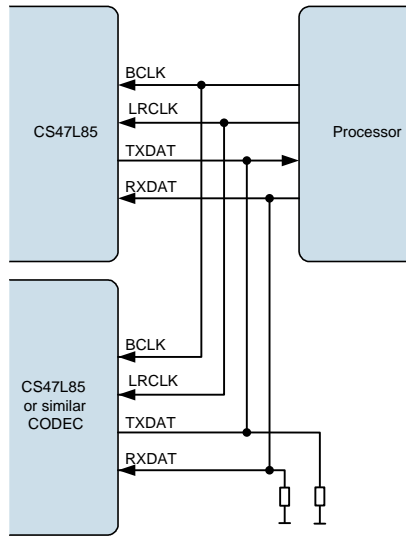 BCLK
LRCLK
CS47L85
Processor
TXDAT
RXDAT
BCLK
LRCLK
CS47L85
or similar
CODEC
TXDAT
RXDAT